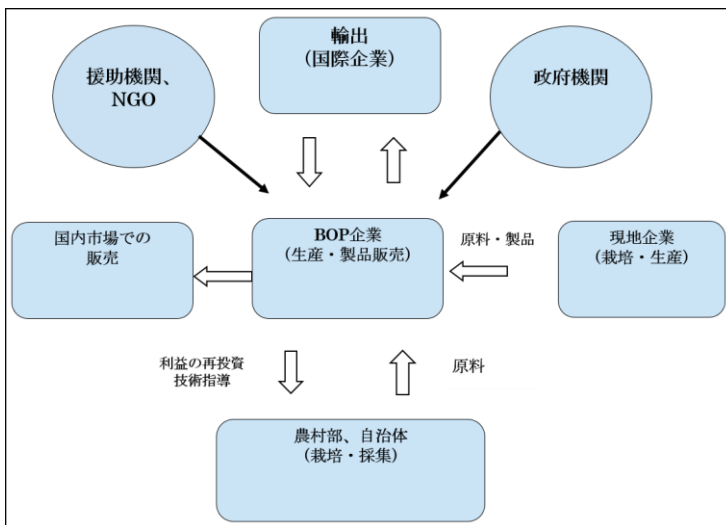 援助機関、
NGO
輸出
(国際企業)
政府機関
国内市場での
販売
BOP企業
(生産・製品販売)
原料・製品
現地企業
(栽培・生産)
利益の再投資
技術指導
原料
農村部、自治体
(栽培・採集)